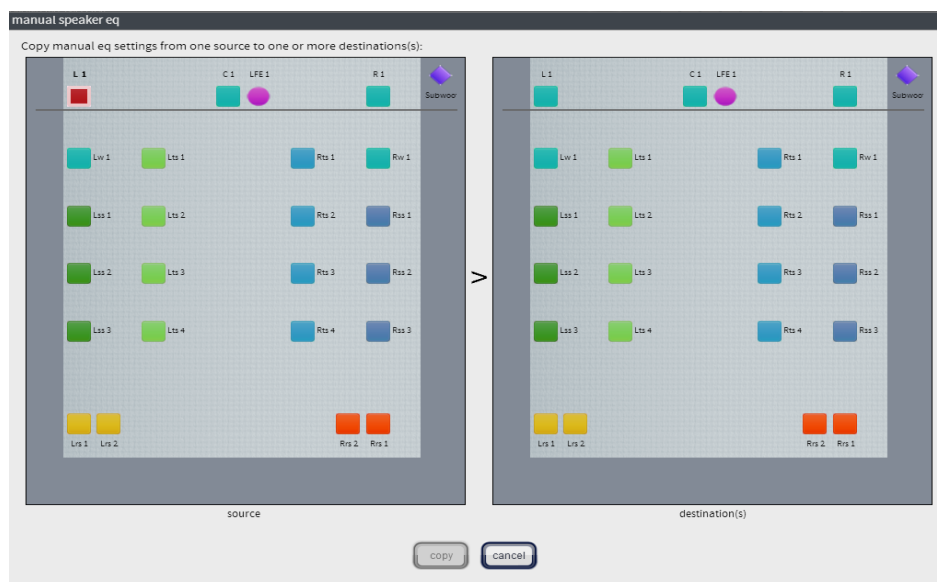 manual speaker eq
Copy manual eq settings from one source to one or more destinations(s):
L 1 C 1 LFE 1 R 1
Subwoo
Lw 1 Lts 1 Rts 1 Rw 1
Lss 1 Lts 2 Rts 2 Rss 1
Lss 2 Lts 3 Rts 3 Rss 2
Lss 3 Lts 4 Rts 4 Rss 3
Lrs 1 Lrs 2 Rrs 2 Rrs 1
source
>
L 1 C 1 LFE 1 R 1
Subwoo
Lw 1 Lts 1 Rts 1 Rw 1
Lss 1 Lts 2 Rts 2 Rss 1
Lss 2 Lts 3 Rts 3 Rss 2
Lss 3 Lts 4 Rts 4 Rss 3
Lrs 1 Lrs 2 Rrs 2 Rrs 1
destination(s)
copy cancel